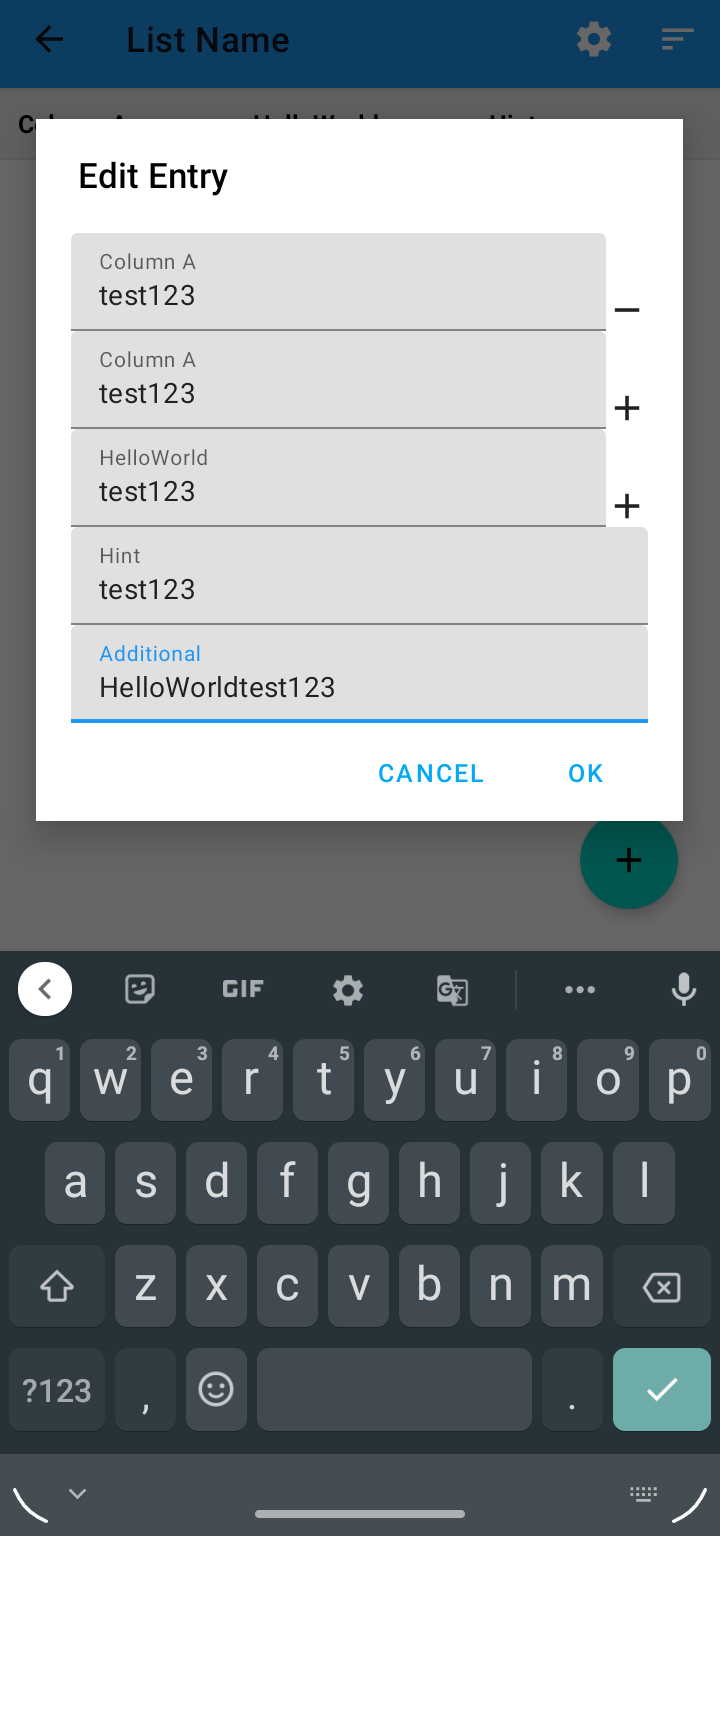 List Name
Edit Entry
Column A
test123
Column A
test123
HelloWorld
test123
Hint
test123
Additional
HelloWorldtest123
CANCEL OK
GIF
1 2 3 4 5 6 7 8 9 0
q w e r t y u i o p
a s d f g h j k l
z x c v b n m
?123 , .